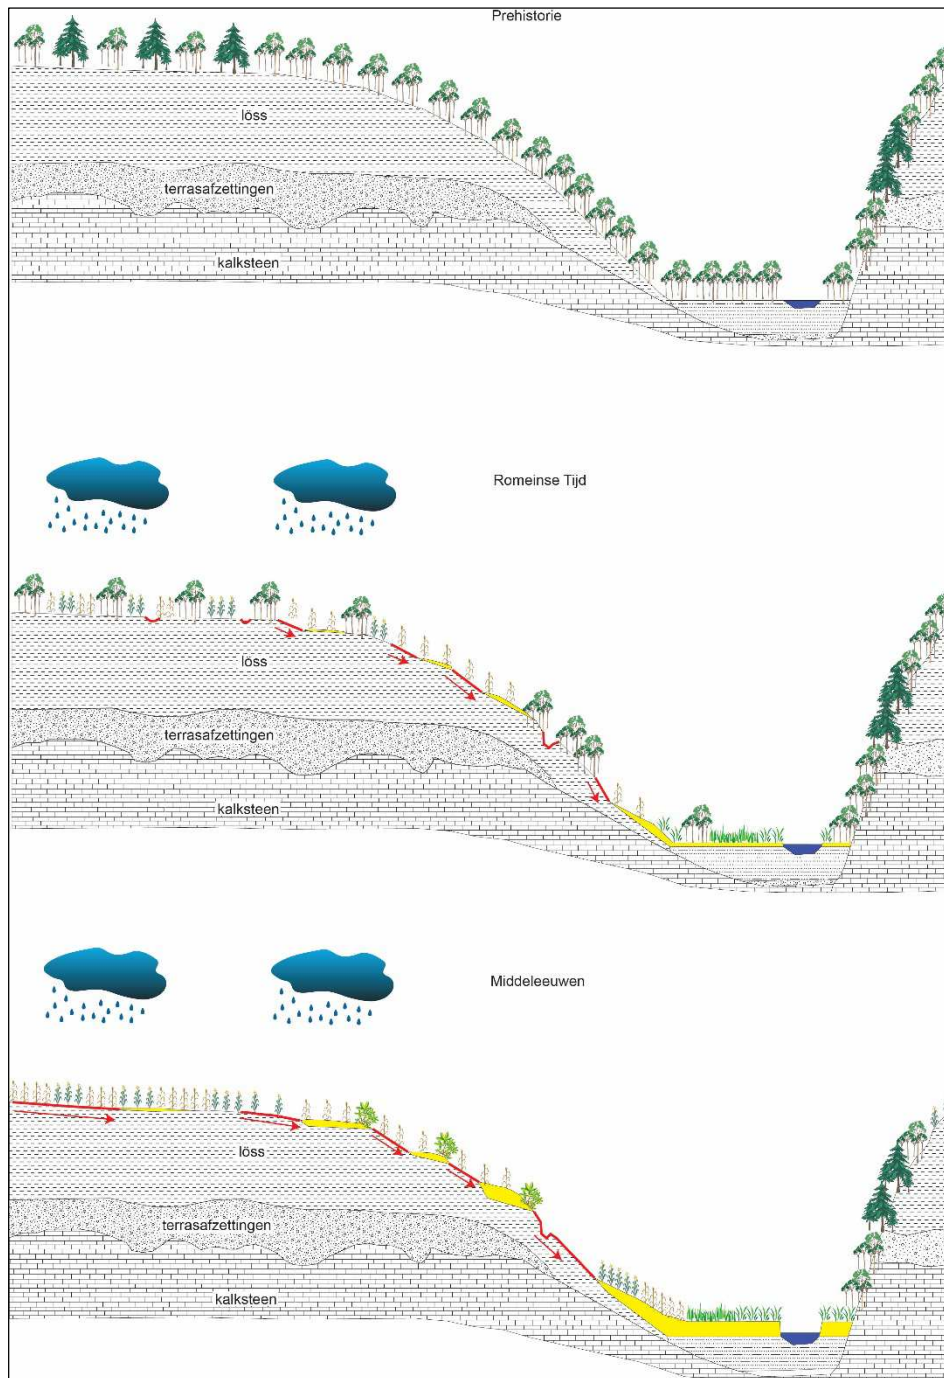 Prehistorie
löss
terrasafzettingen
kalksteen
Romeinse Tijd
löss
terrasafzettingen
kalksteen
Middeleeuwen
löss
terrasafzettingen
kalksteen